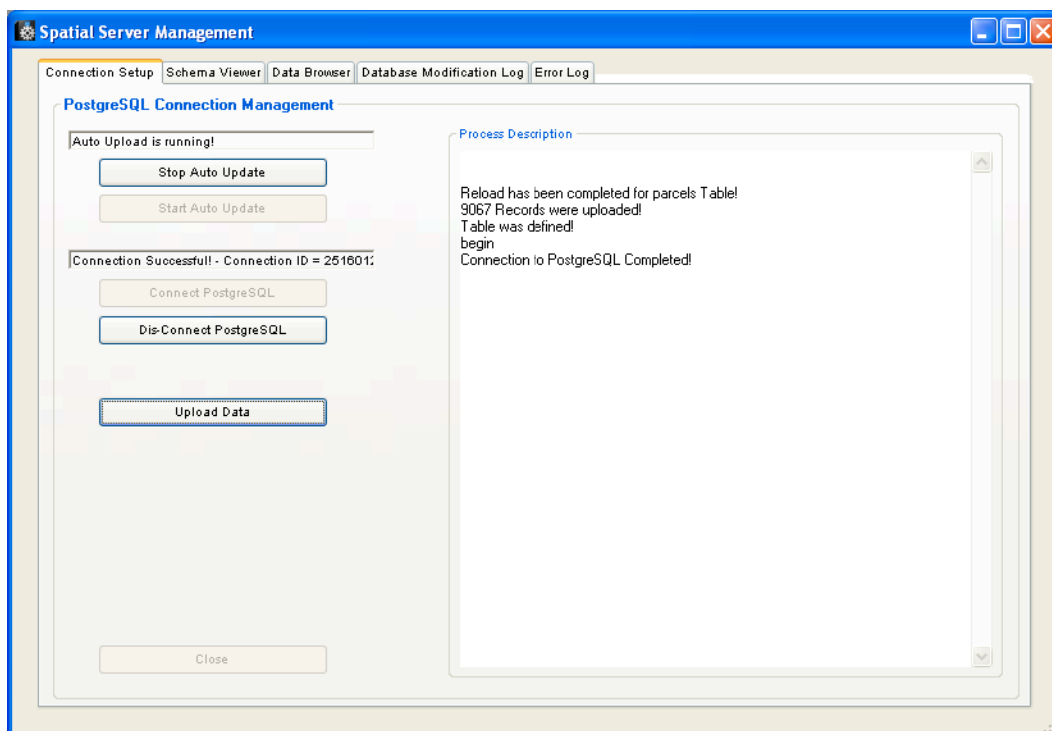 Spatial Server Management
Connection Setup Schema Viewer Data Browser Database Modification Log Error Log
PostgreSQL Connection Management
Auto Upload is running!
Stop Auto Update
Start Auto Update
Connection Successful! - Connection ID = 2516012
Connect PostgreSQL
Dis-Connect PostgreSQL
Upload Data
Close
Process Description
Reload has been completed for parcels Table!
9067 Records were uploaded!
Table was defined!
begin
Connection to PostgreSQL Completed!